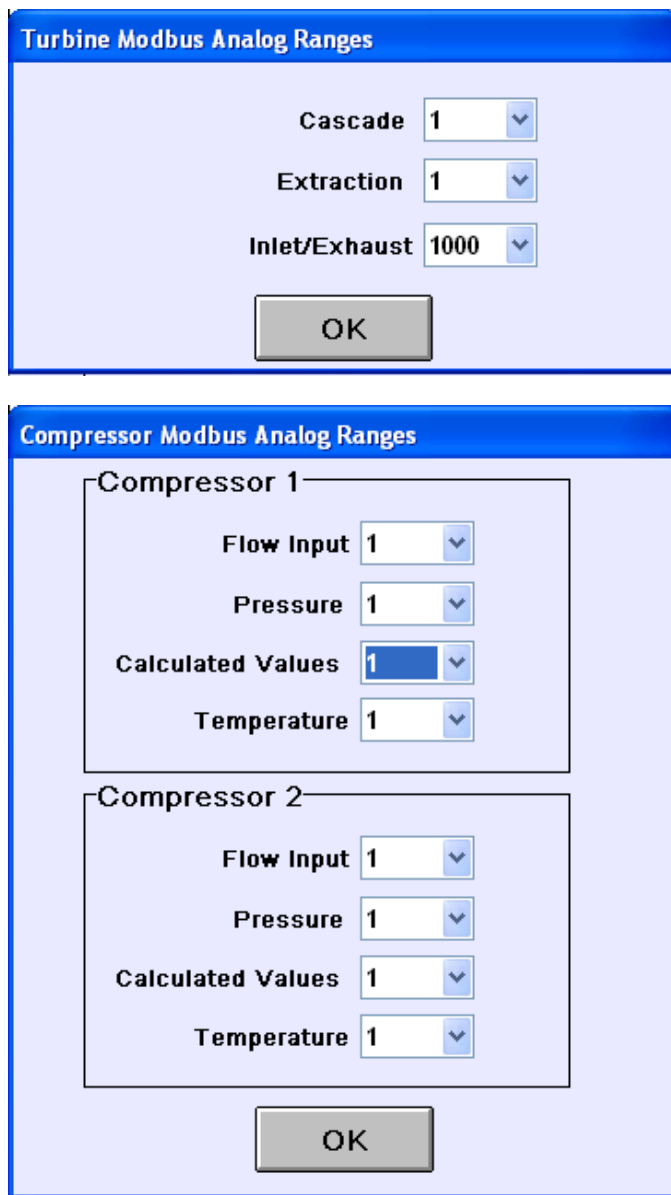 Turbine Modbus Analog Ranges
Cascade 1
Extraction 1
Inlet/Exhaust 1000
OK
Compressor Modbus Analog Ranges
Compressor 1
Flow Input 1
Pressure 1
Calculated Values 1
Temperature 1
Compressor 2
Flow Input 1
Pressure 1
Calculated Values 1
Temperature 1
OK